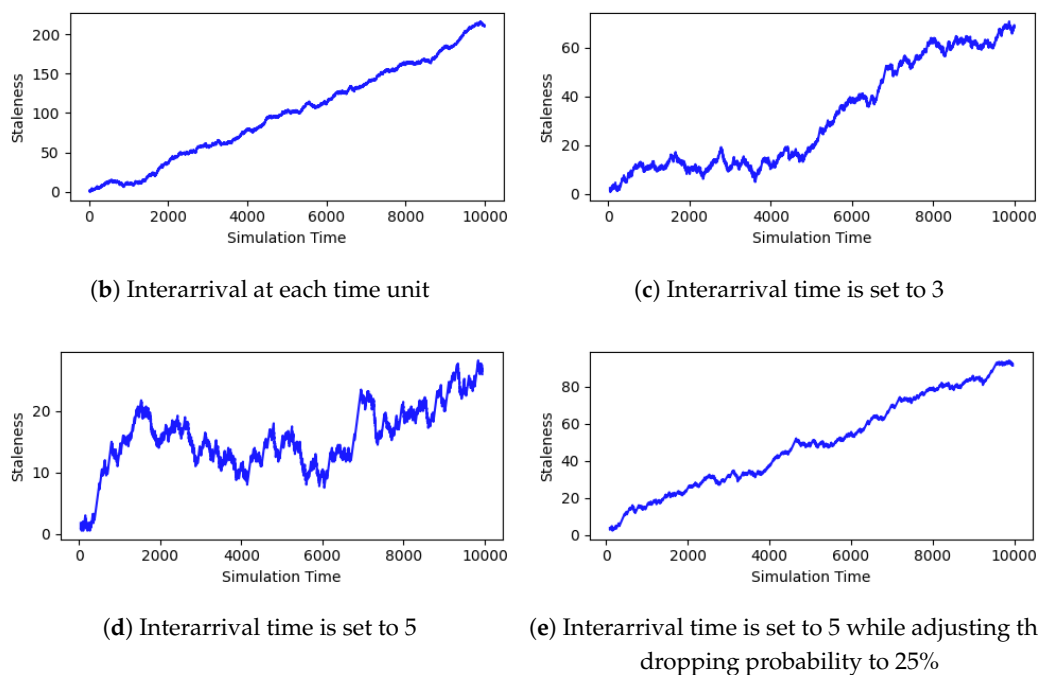 200
150
100
50
0
Staleness
0 2000 4000 6000 8000 10000
Simulation Time
(b) Interarrival at each time unit
60
40
20
0
Staleness
0 2000 4000 6000 8000 10000
Simulation Time
(c) Interarrival time is set to 3
20
10
0
Staleness
0 2000 4000 6000 8000 10000
Simulation Time
(d) Interarrival time is set to 5
80
60
40
20
0
Staleness
0 2000 4000 6000 8000 10000
Simulation Time
(e) Interarrival time is set to 5 while adjusting th
dropping probability to 25%